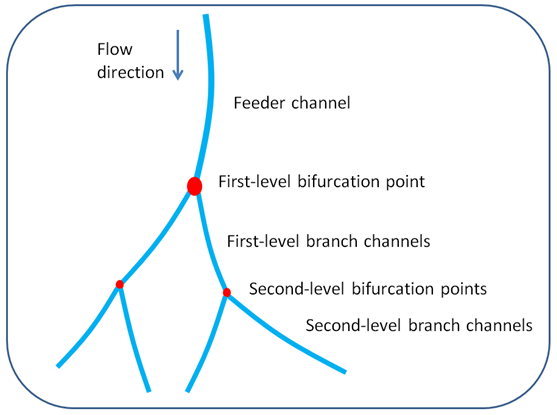 Flow
direction
Feeder channel
First-level bifurcation point
First-level branch channels
Second-level bifurcation points
Second-level branch channels